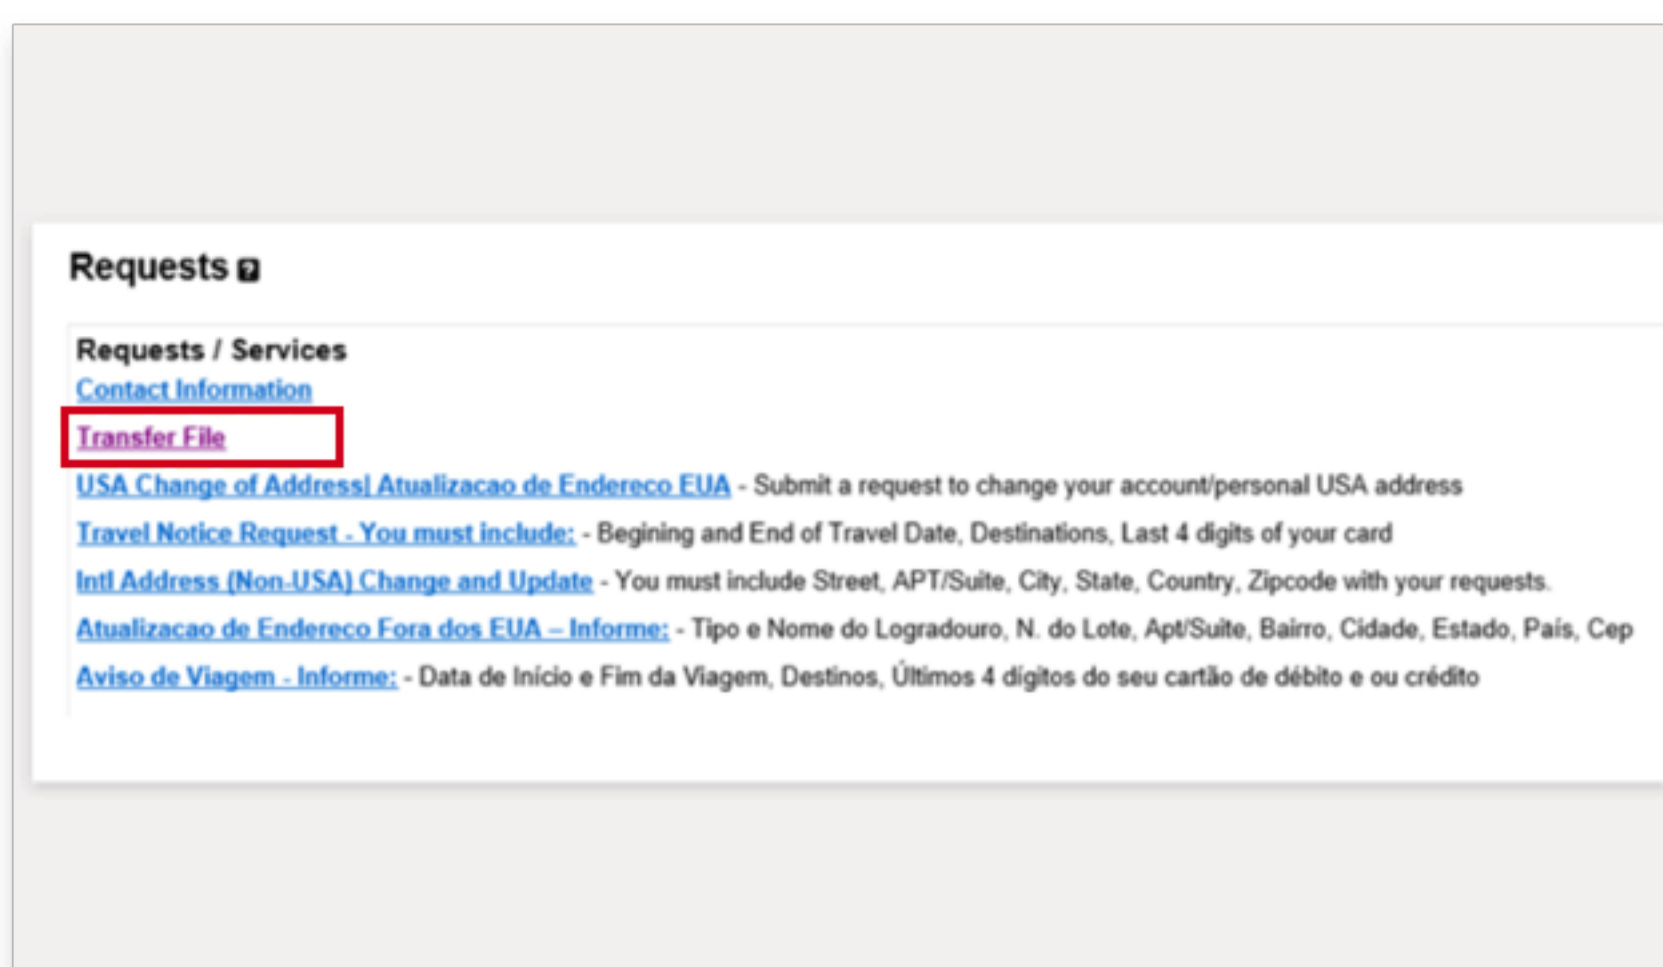 Requests ?
Requests / Services
Contact Information
Transfer File
USA Change of Address| Atualizacao de Endereco EUA - Submit a request to change your account/personal USA address
Travel Notice Request - You must include: - Begining and End of Travel Date, Destinations, Last 4 digits of your card
Intl Address (Non-USA) Change and Update - You must include Street, APT/Suite, City, State, Country, Zipcode with your requests.
Atualizacao de Endereco Fora dos EUA – Informe: - Tipo e Nome do Logradouro, N. do Lote, Apt/Suite, Bairro, Cidade, Estado, País, Cep
Aviso de Viagem - Informe: - Data de Início e Fim da Viagem, Destinos, Últimos 4 dígitos do seu cartão de débito e ou crédito